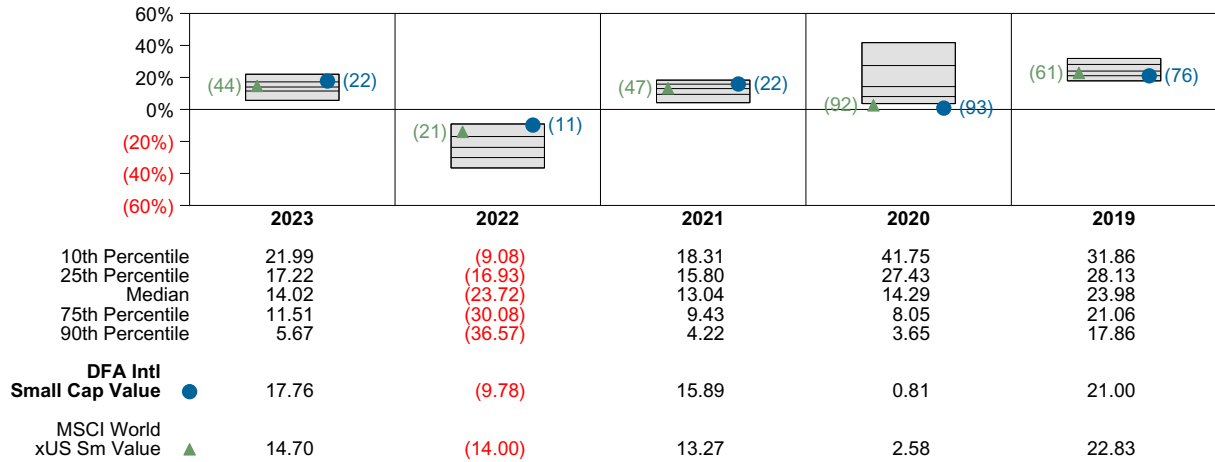 60%
40%
20%
0%
(20%)
(40%)
(60%)
(44) (22)
(21) (11)
(47) (22)
(92) (93)
(61) (76)
2023 2022 2021 2020 2019
10th Percentile 21.99 (9.08) 18.31 41.75 31.86
25th Percentile 17.22 (16.93) 15.80 27.43 28.13
Median 14.02 (23.72) 13.04 14.29 23.98
75th Percentile 11.51 (30.08) 9.43 8.05 21.06
90th Percentile 5.67 (36.57) 4.22 3.65 17.86
DFA Intl
Small Cap Value 17.76 (9.78) 15.89 0.81 21.00
MSCI World
xUS Sm Value 14.70 (14.00) 13.27 2.58 22.83